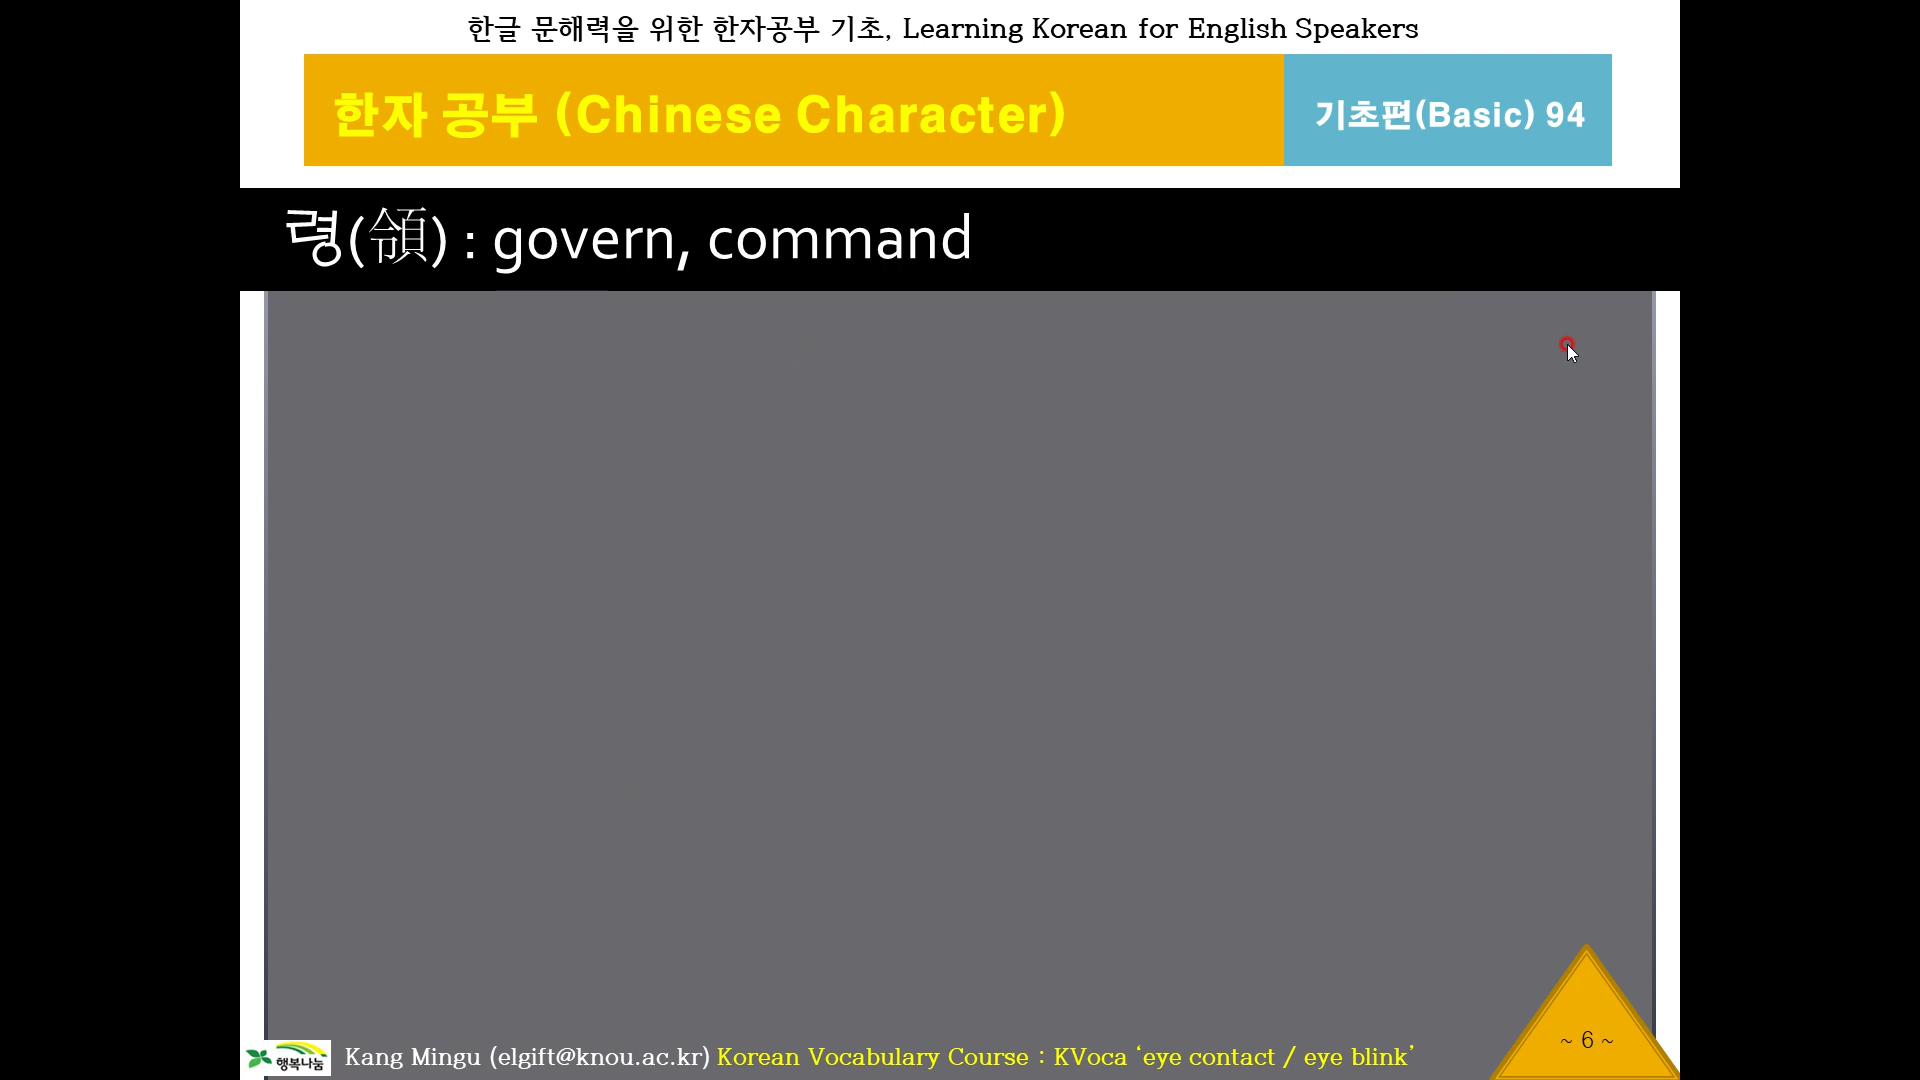 한글 문해력을 위한 한자공부 기초, Learning Korean for English Speakers
한자 공부 (Chinese Character)
기초편(Basic) 94
령(領) : govern, command
~ 6 ~
행복나눔
Kang Mingu (elgift@knou.ac.kr) Korean Vocabulary Course : KVoca ‘eye contact / eye blink’